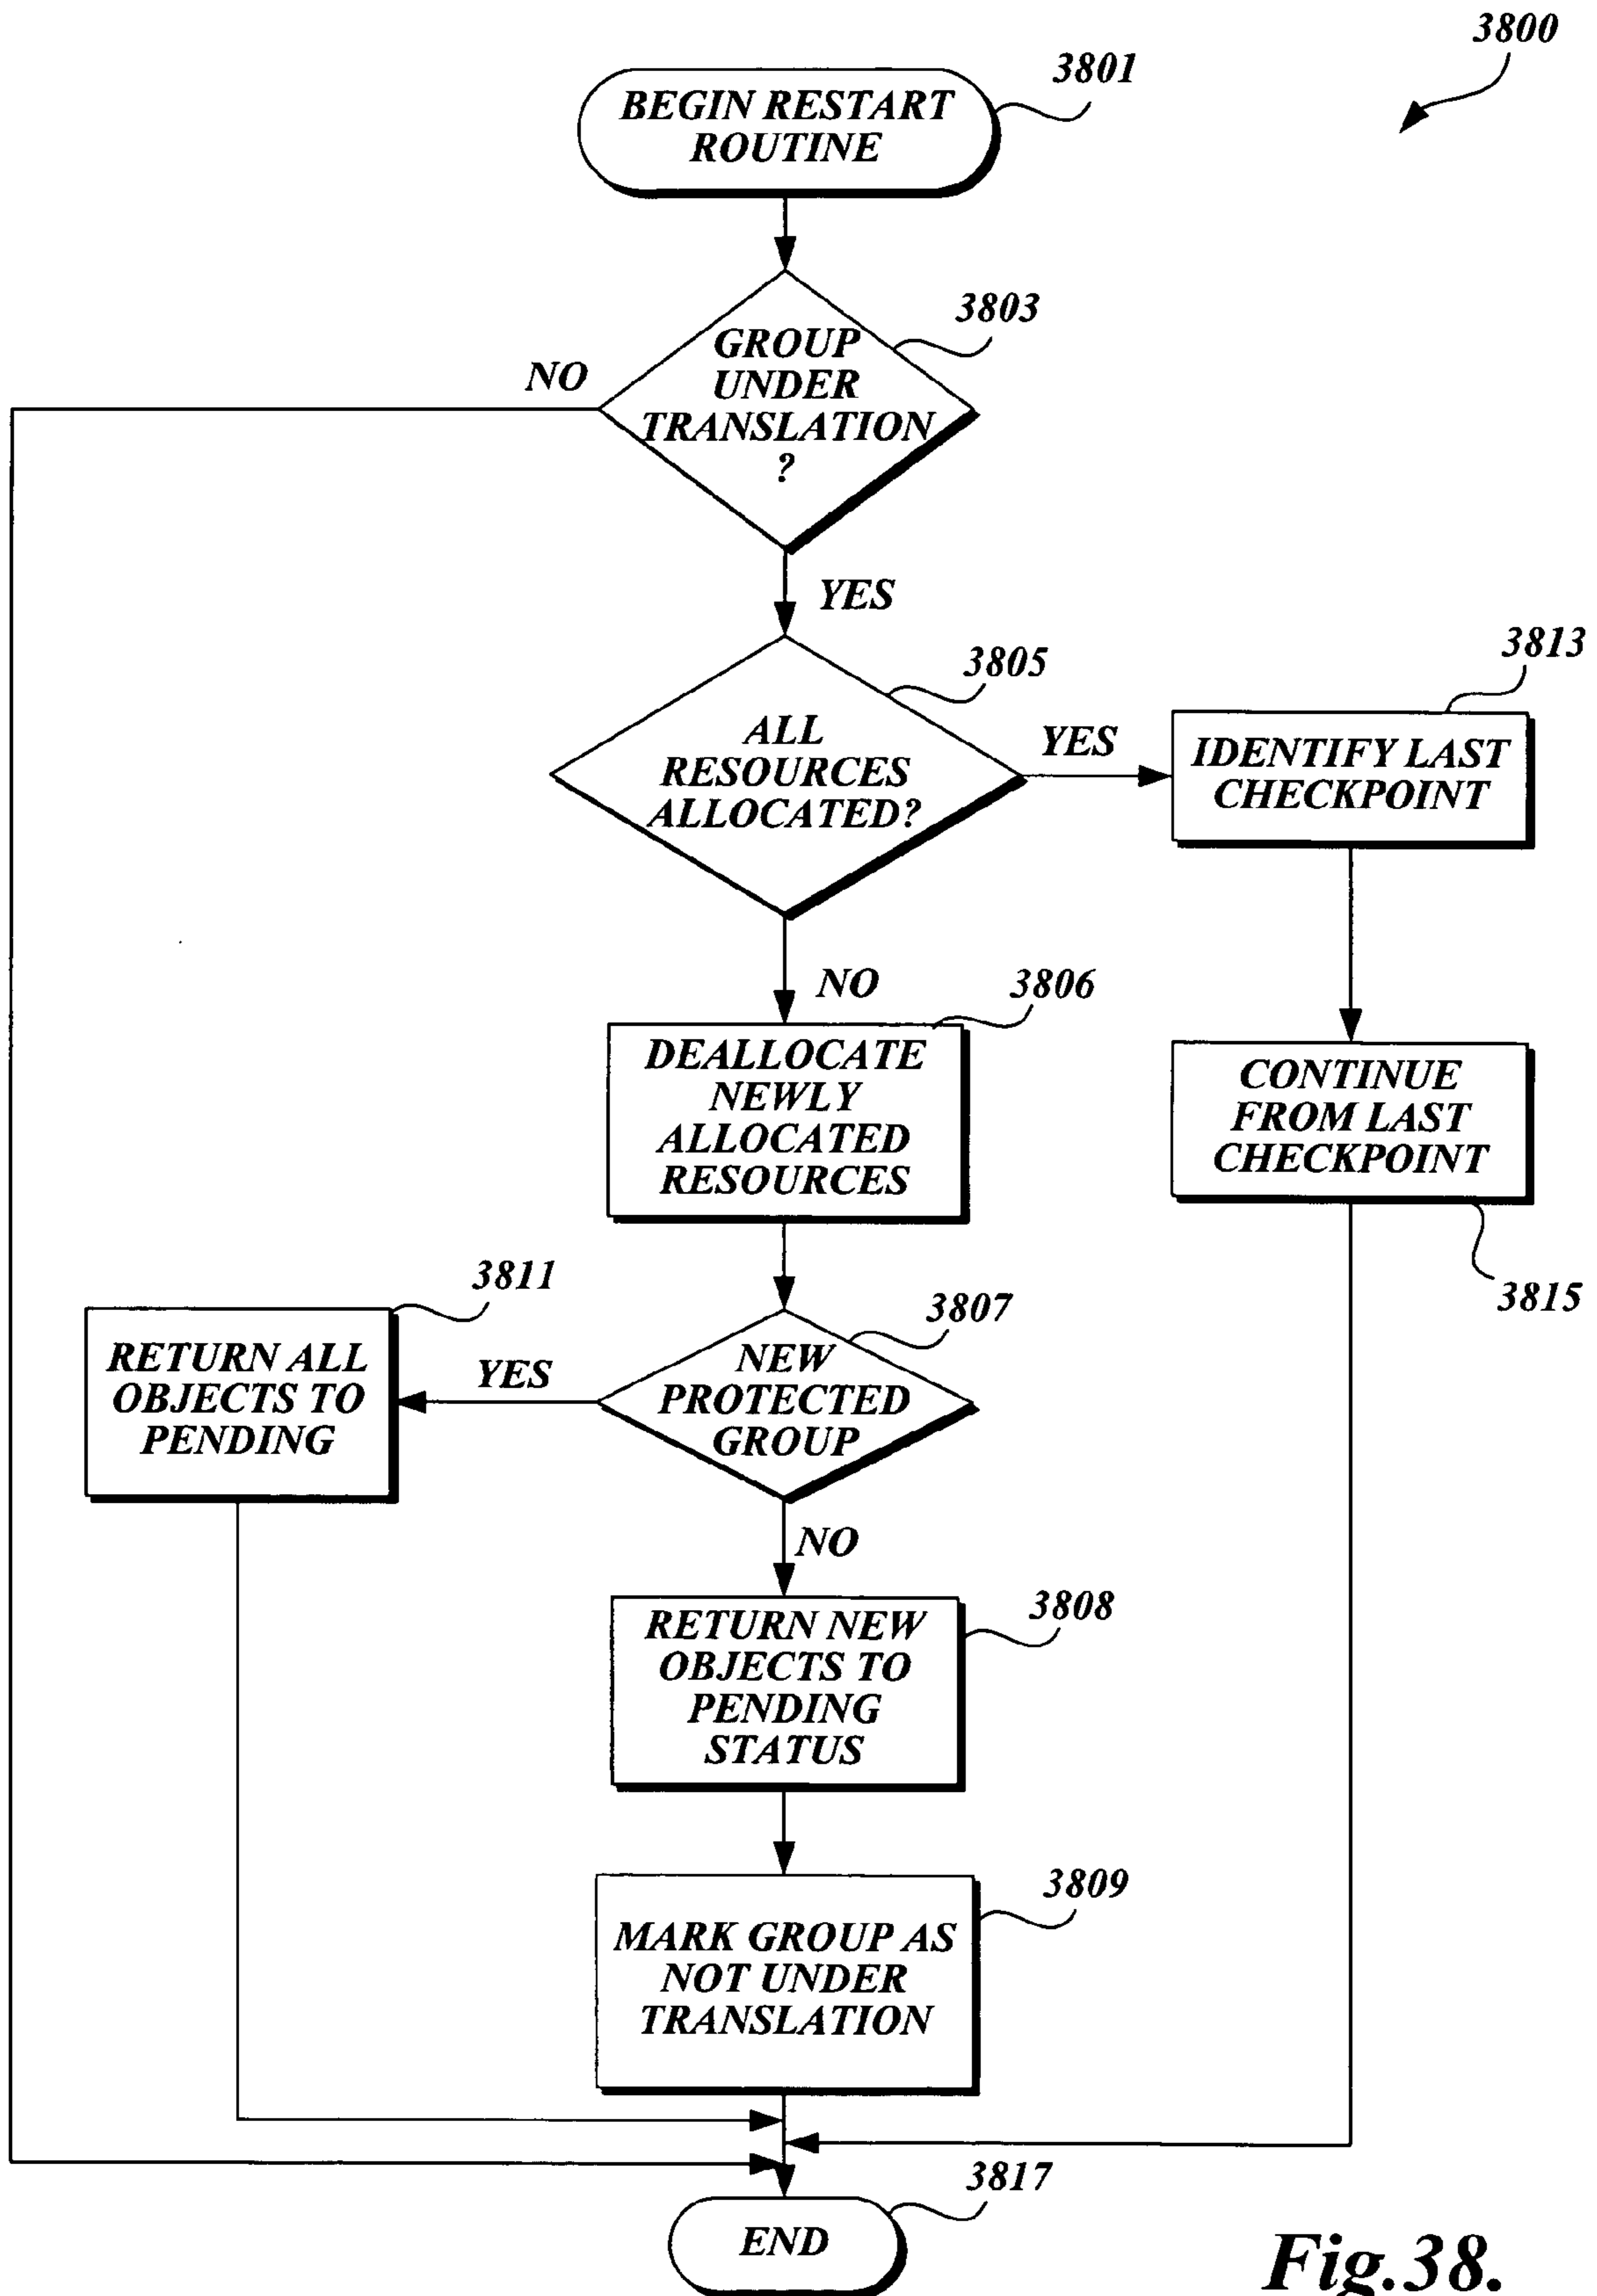 3800
3801
BEGIN RESTART
ROUTINE
3803
GROUP
UNDER
TRANSLATION
?
NO
YES
3805
ALL
RESOURCES
ALLOCATED?
YES
3813
IDENTIFY LAST
CHECKPOINT
NO
3806
DEALLOCATE
NEWLY
ALLOCATED
RESOURCES
CONTINUE
FROM LAST
CHECKPOINT
3815
3807
NEW
PROTECTED
GROUP
YES
3811
RETURN ALL
OBJECTS TO
PENDING
NO
3808
RETURN NEW
OBJECTS TO
PENDING
STATUS
3809
MARK GROUP AS
NOT UNDER
TRANSLATION
3817
END
Fig.38.